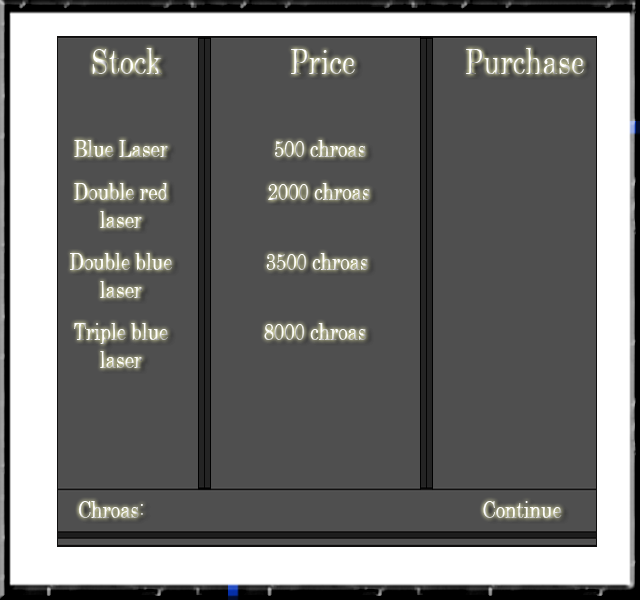 Stock Price Purchase
Blue Laser 500 chroas
Double red 2000 chroas
laser
Double blue 3500 chroas
laser
Triple blue 8000 chroas
laser
Chroas: Continue